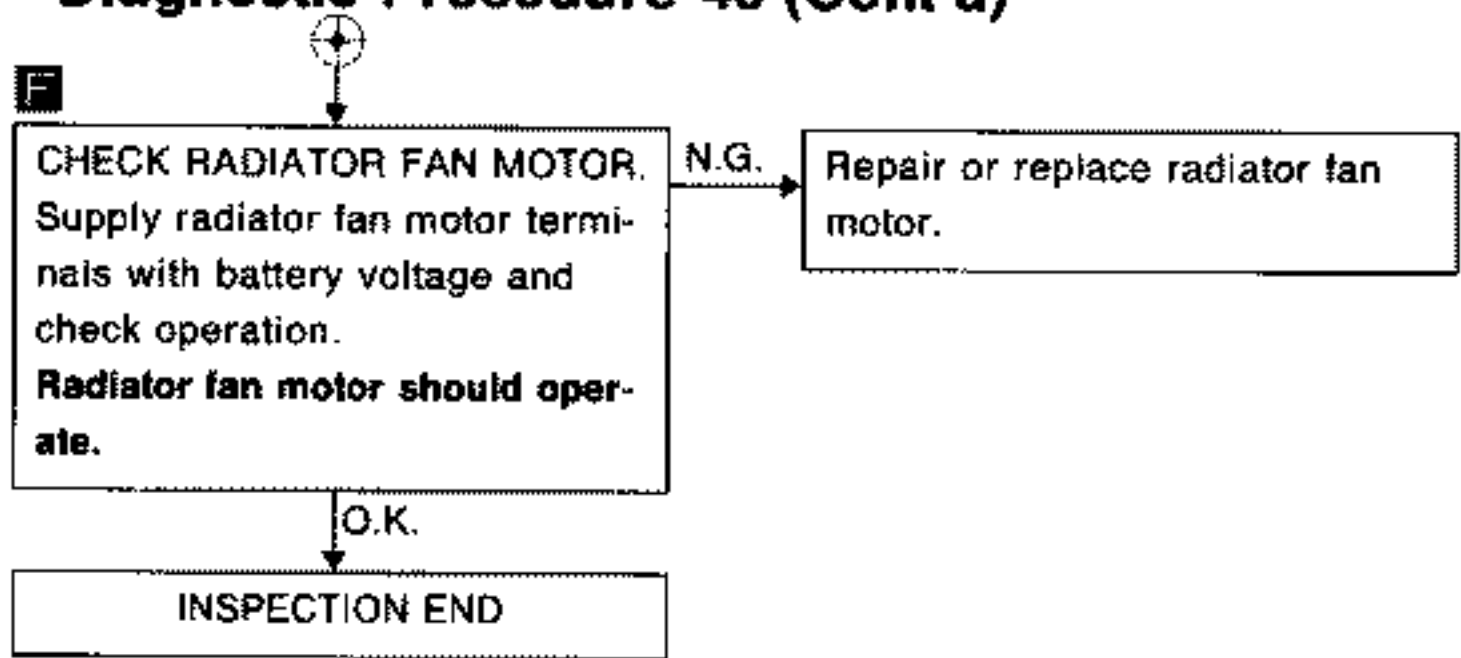 (Cont'd)
F
CHECK RADIATOR FAN MOTOR.
Supply radiator fan motor termi-
nals with battery voltage and
check operation.
Radiator fan motor should oper-
ate.
N.G.
Repair or replace radiator fan
motor.
O.K.
INSPECTION END